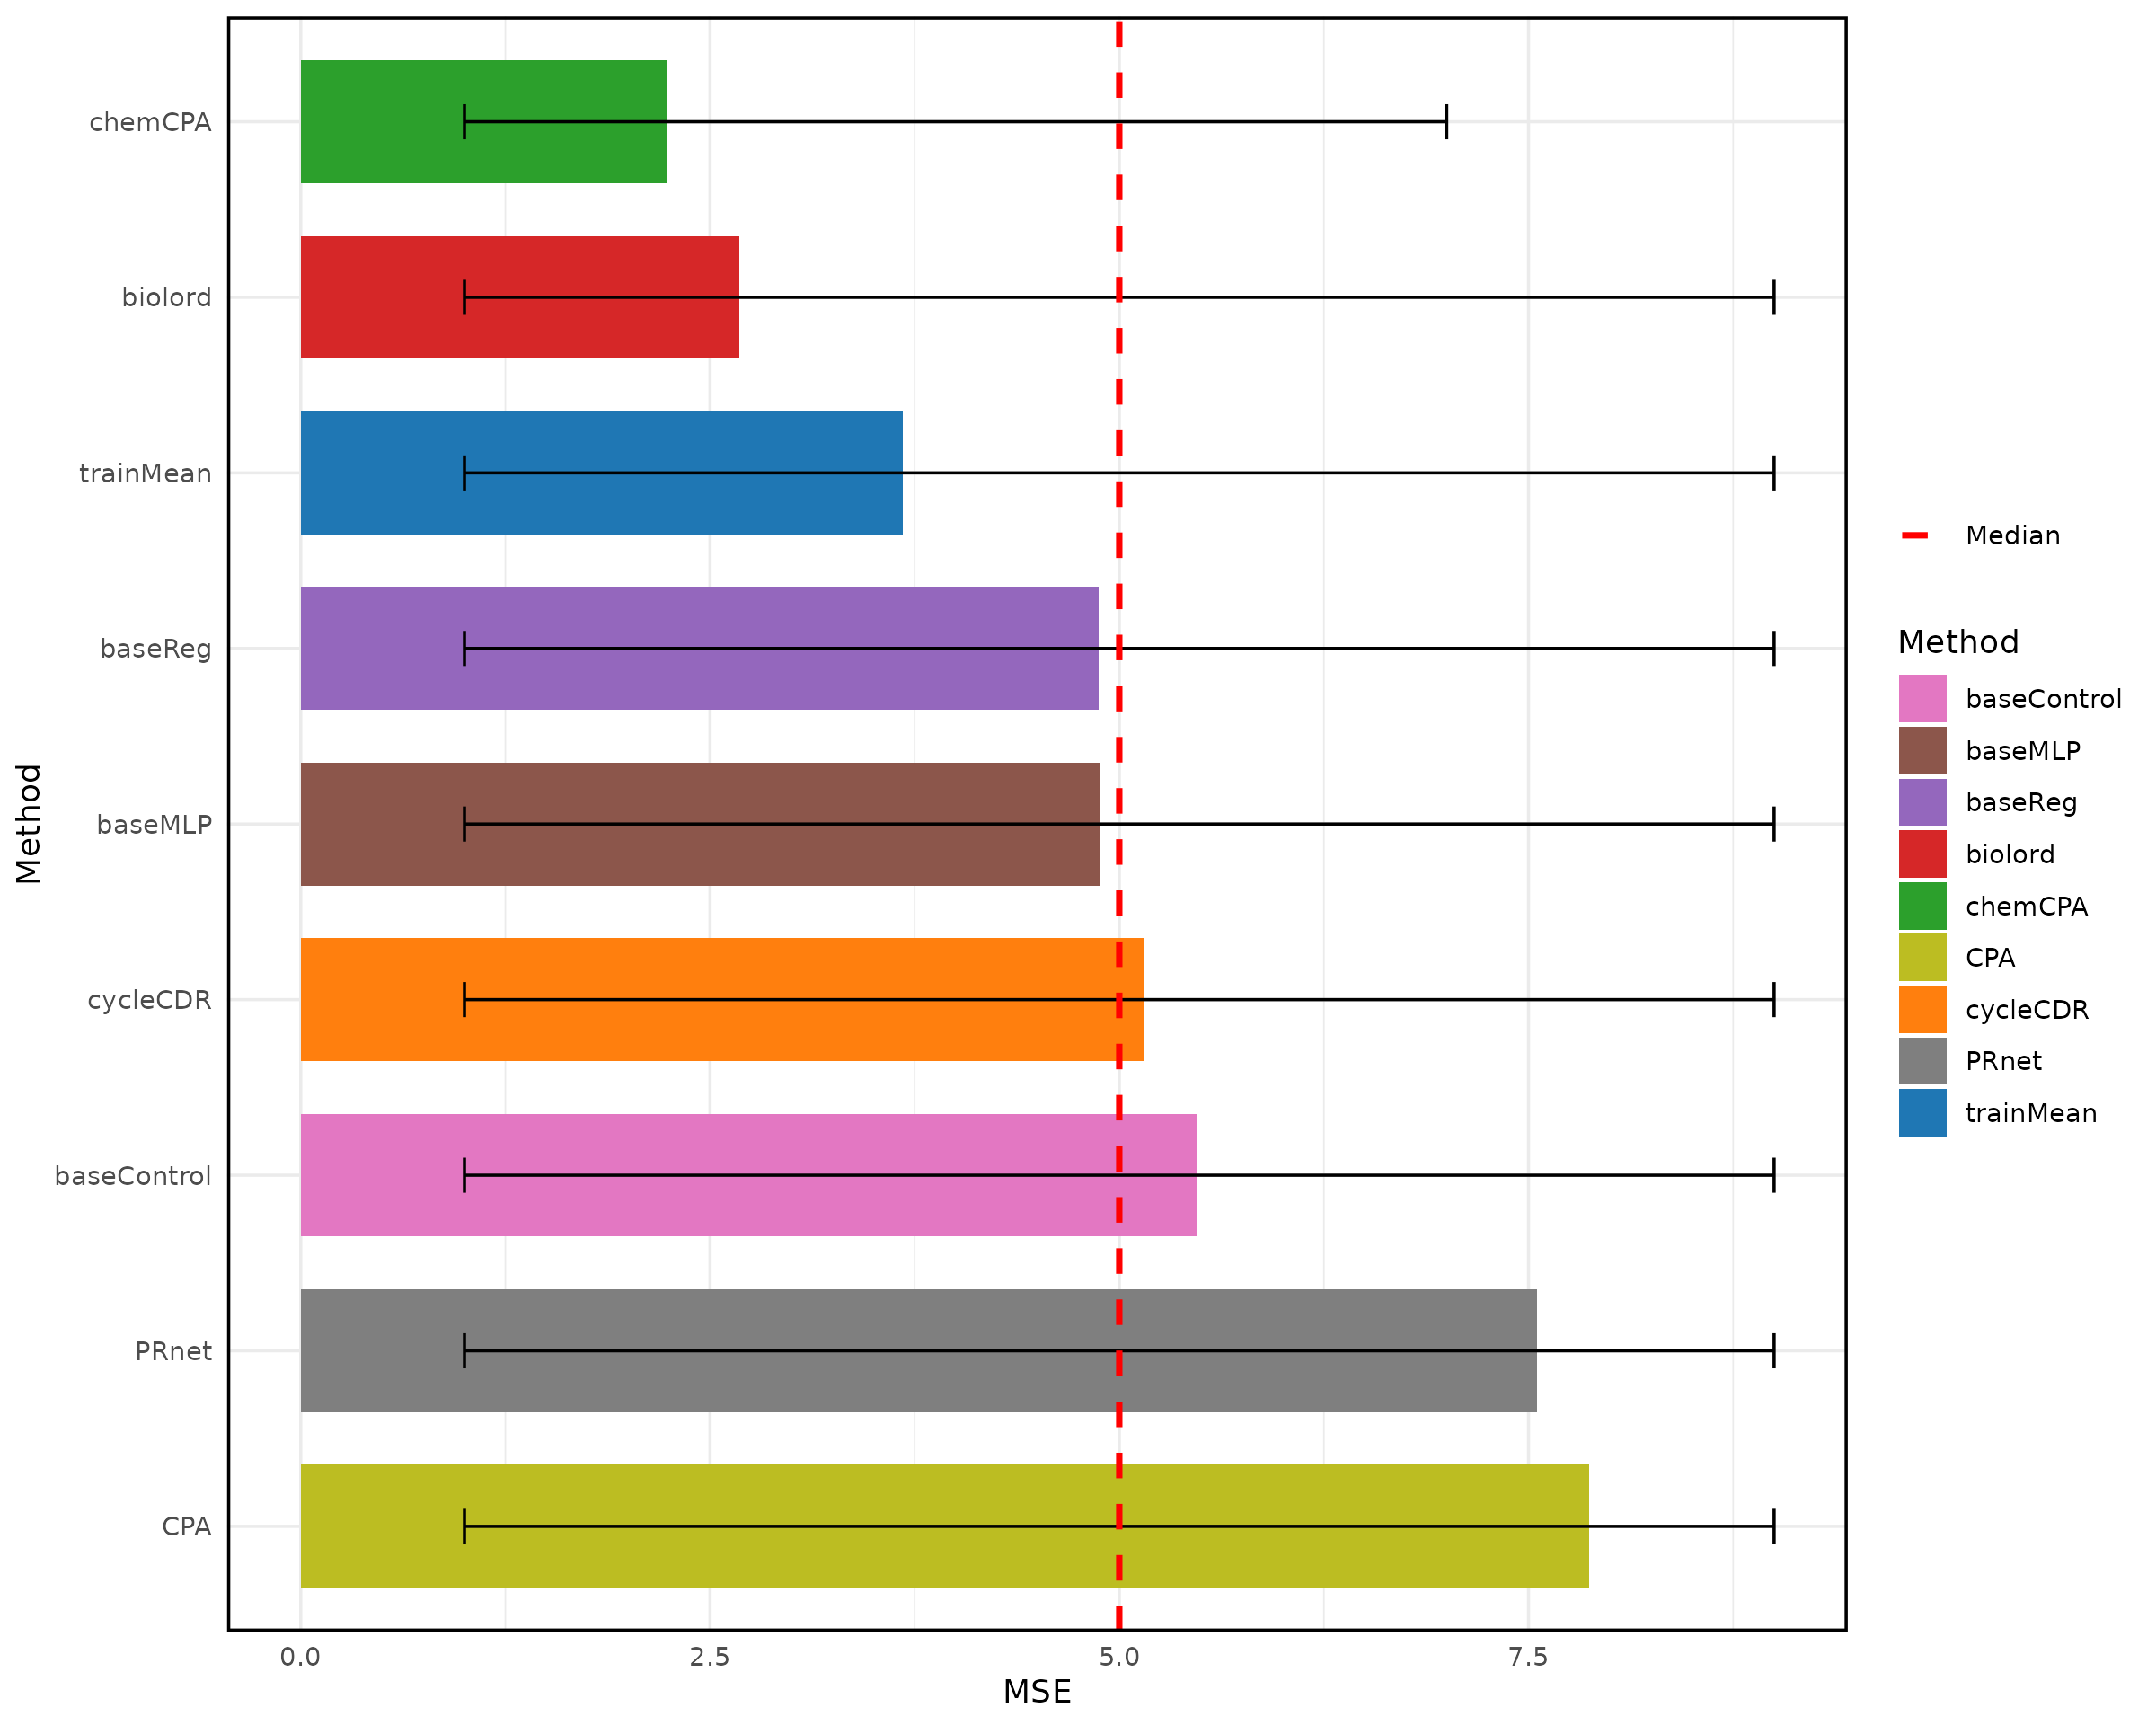 chemCPA
biolord
trainMean
baseReg
baseMLP
cycleCDR
baseControl
PRnet
CPA
Method
0.0
2.5
5.0
7.5
MSE
Median
Method
baseControl
baseMLP
baseReg
biolord
chemCPA
CPA
cycleCDR
PRnet
trainMean